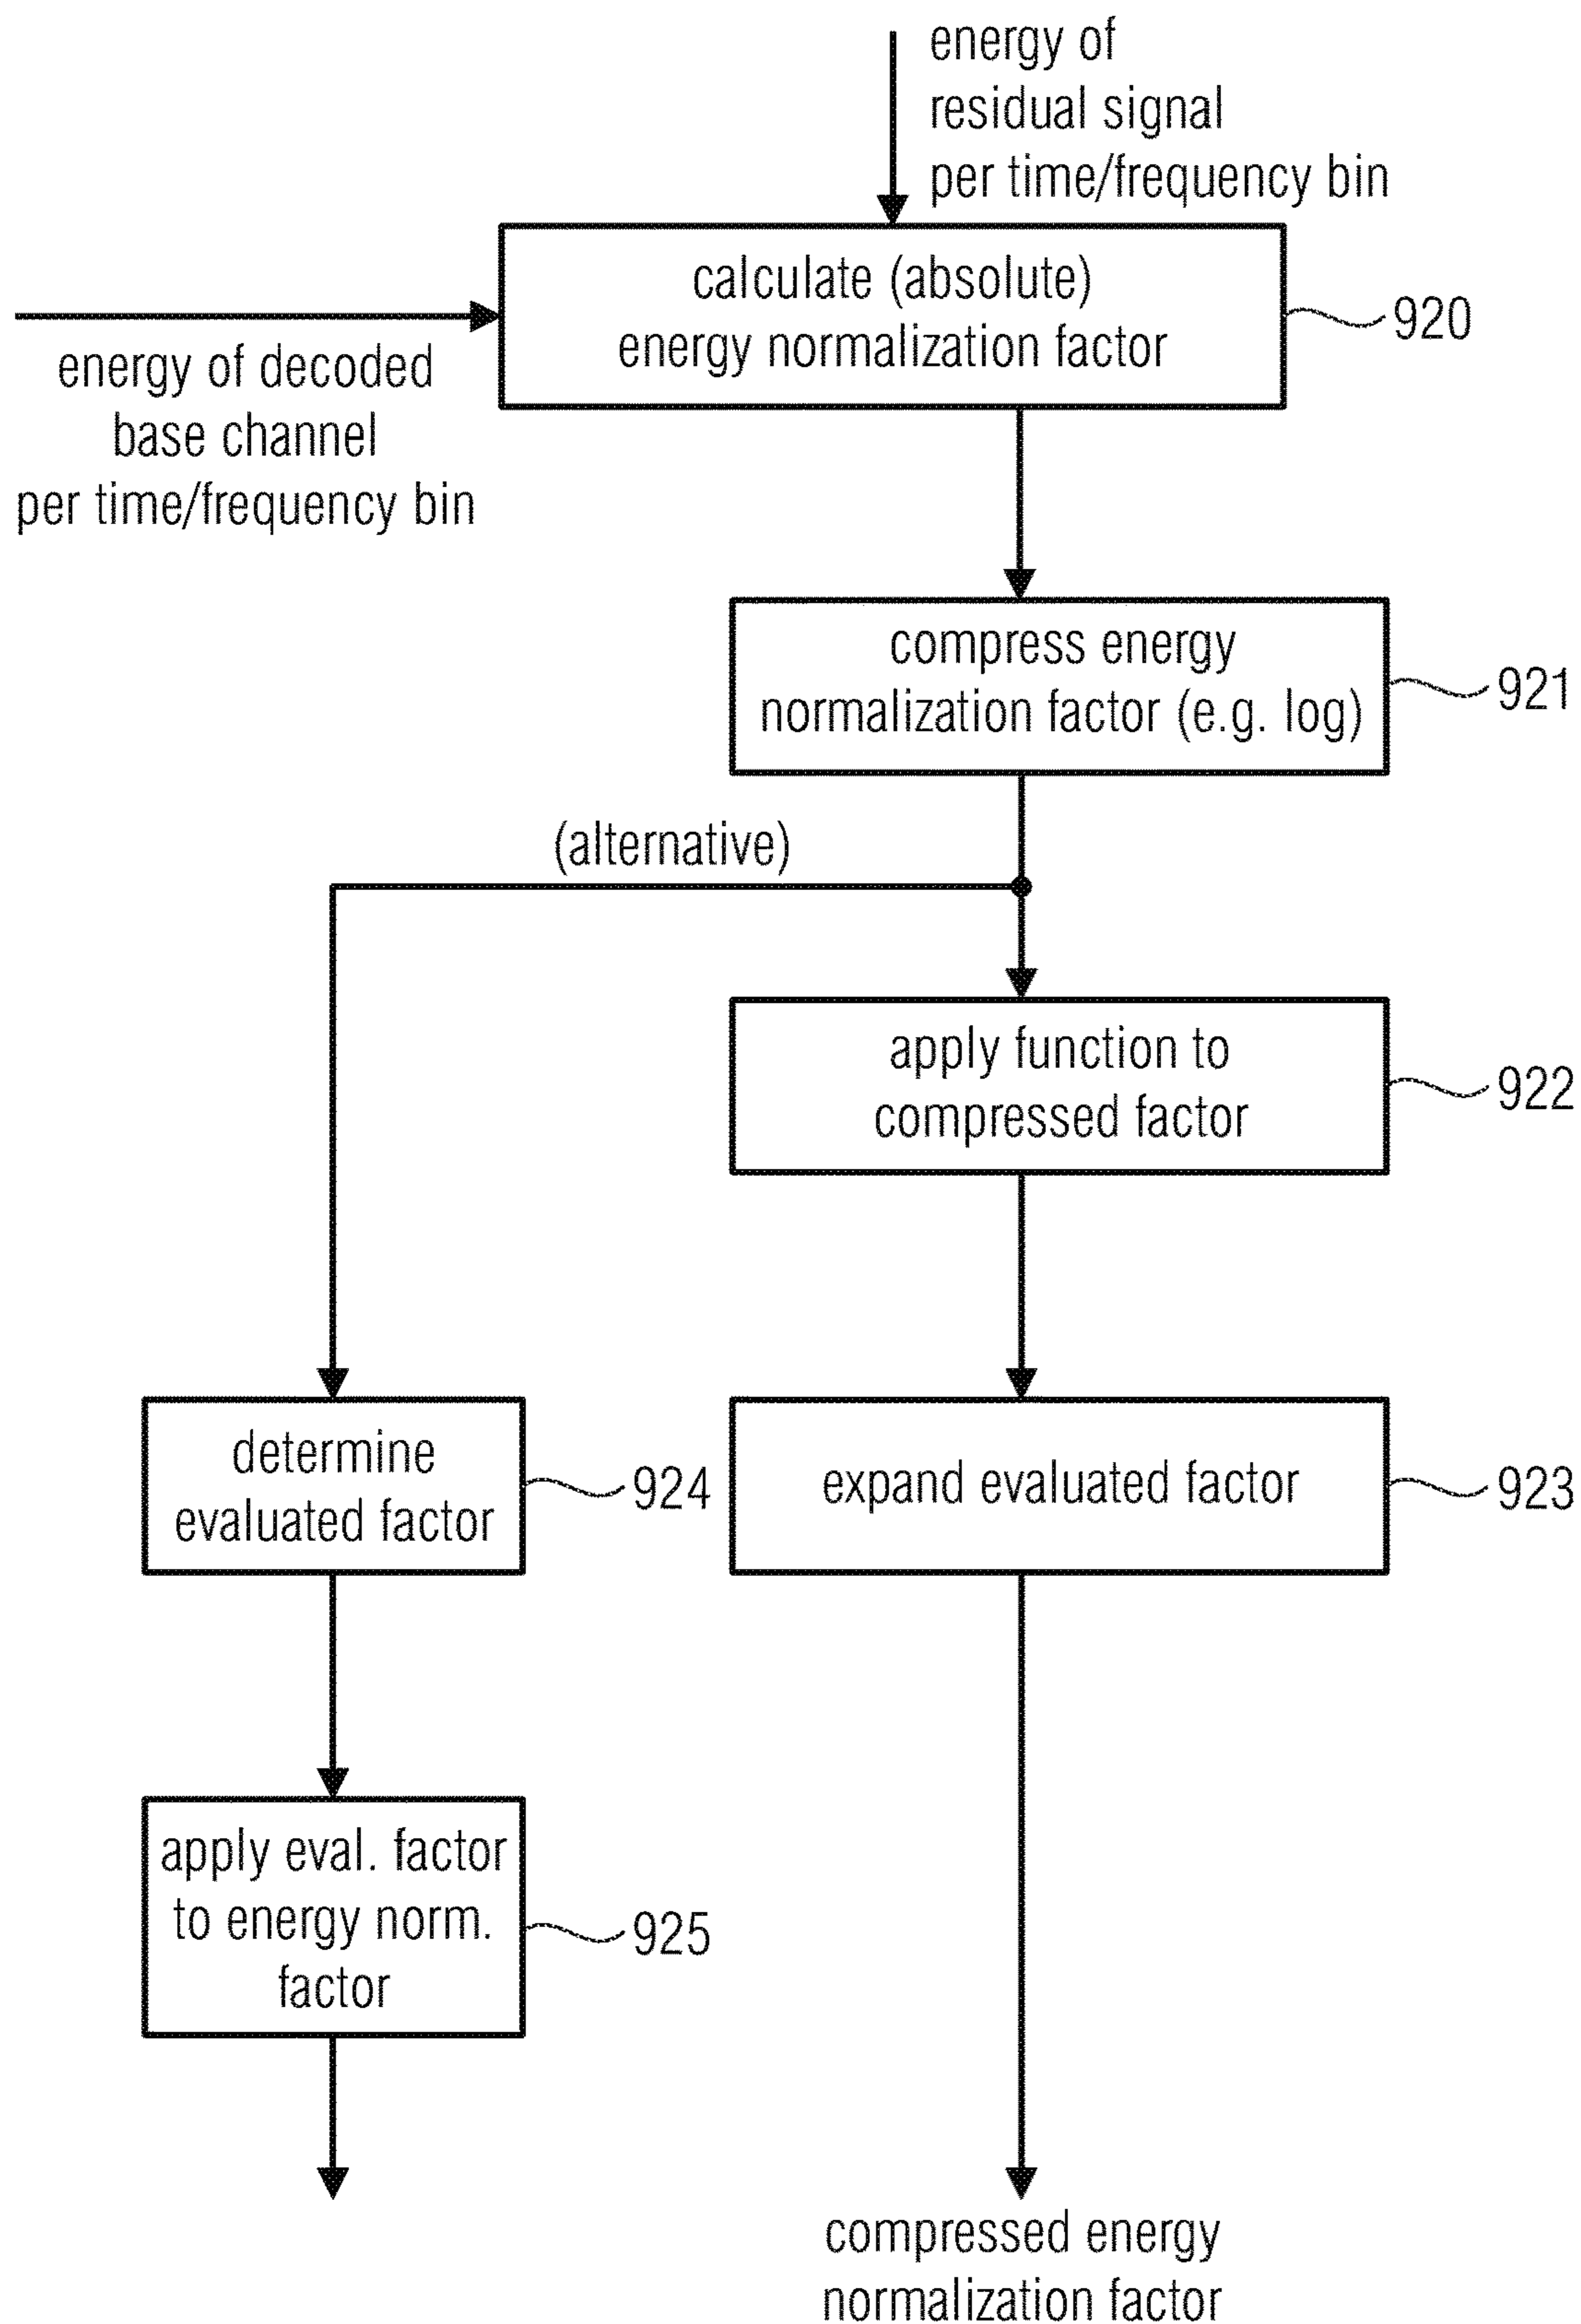 energy of
residual signal
per time/frequency bin
calculate (absolute)
energy normalization factor
920
energy of decoded
base channel
per time/frequency bin
compress energy
normalization factor (e.g. log)
921
(alternative)
apply function to
compressed factor
922
determine
evaluated factor
924
expand evaluated factor
923
apply eval. factor
to energy norm.
factor
925
compressed energy
normalization factor